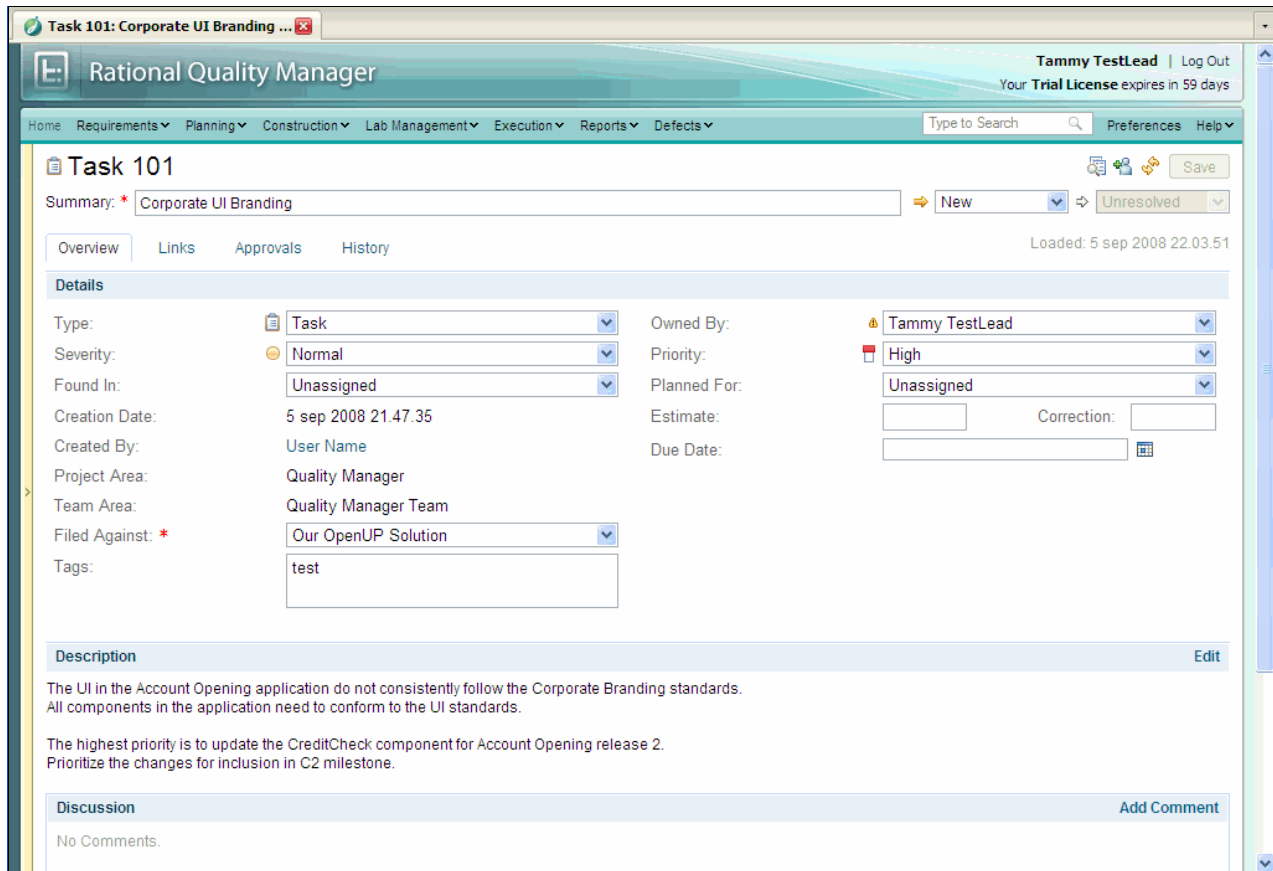 Task 101: Corporate UI Branding ...
Rational Quality Manager
Tammy TestLead | Log Out
Your Trial License expires in 59 days
Home Requirements Planning Construction Lab Management Execution Reports Defects Type to Search Preferences Help
Task 101
Save
Summary: * Corporate UI Branding New Unresolved
Overview Links Approvals History Loaded: 5 sep 2008 22.03.51
Details
Type: Task Owned By: Tammy TestLead
Severity: Normal Priority: High
Found In: Unassigned Planned For: Unassigned
Creation Date: 5 sep 2008 21.47.35 Estimate: Correction:
Created By: User Name Due Date:
Project Area: Quality Manager
Team Area: Quality Manager Team
Filed Against: * Our OpenUP Solution
Tags: test
Description Edit
The UI in the Account Opening application do not consistently follow the Corporate Branding standards.
All components in the application need to conform to the UI standards.
The highest priority is to update the CreditCheck component for Account Opening release 2.
Prioritize the changes for inclusion in C2 milestone.
Discussion Add Comment
No Comments.